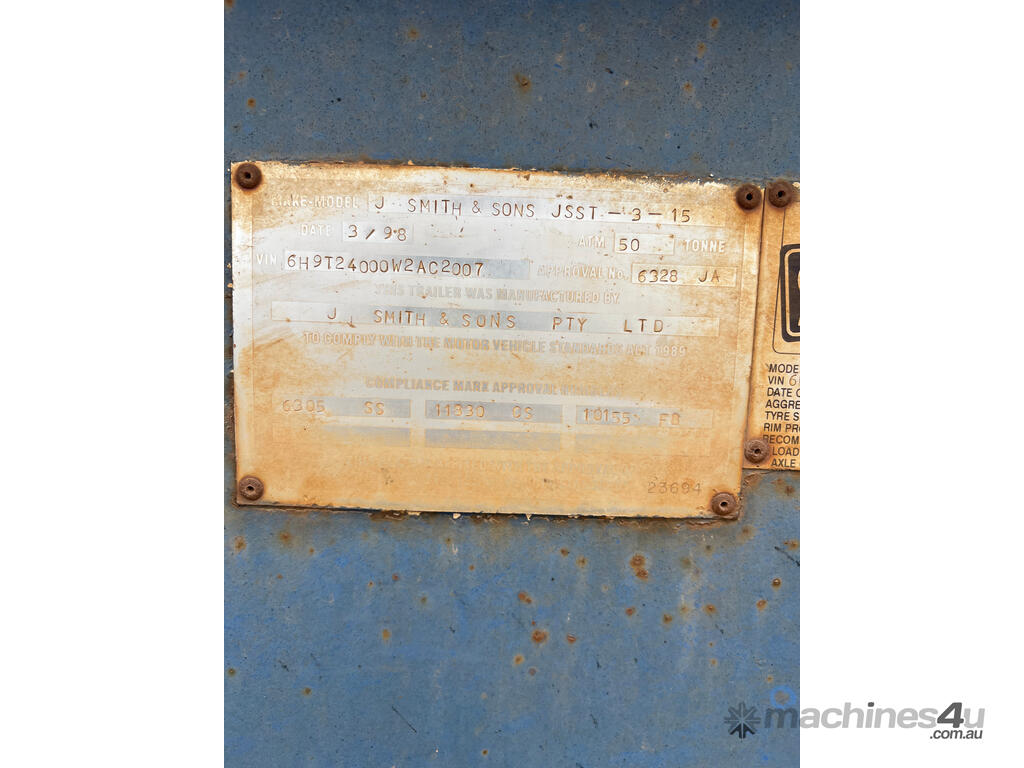 MAKE-MODEL J SMITH & SONS JSST-3-15
DATE 3/98 ATM 50 TONNE
VIN 6H9T24000W2AC2007 APPROVAL No. 6328 JA
THIS TRAILER WAS MANUFACTURED BY
J SMITH & SONS PTY LTD
TO COMPLY WITH THE MOTOR VEHICLE STANDARDS ACT 1989
COMPLIANCE MARK APPROVAL
6305 SS 11330 OS 10155 FB
23694
MODE
VIN 6
DATE O
AGGRE
TYRE S
RIM PRO
RECOM
LOAD
AXLE
machines4u
.com.au